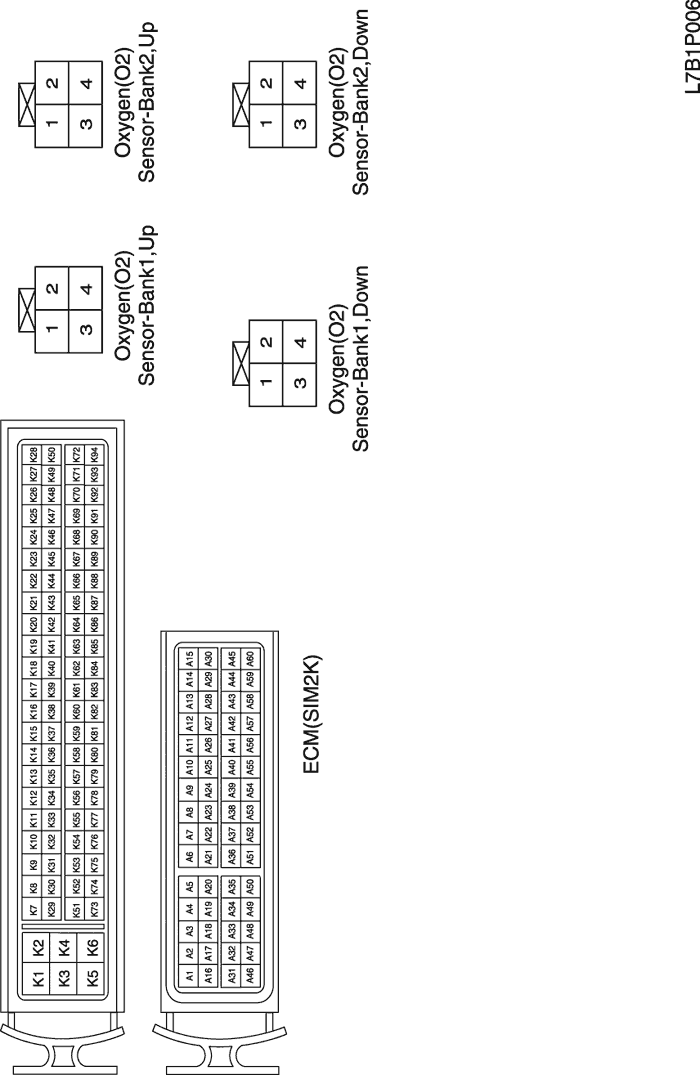 K1 K2
K3 K4
K5 K6
K7 K8 K9 K10 K11 K12 K13 K14 K15 K16 K17 K18 K19 K20 K21 K22 K23 K24 K25 K26 K27 K28
K29 K30 K31 K32 K33 K34 K35 K36 K37 K38 K39 K40 K41 K42 K43 K44 K45 K46 K47 K48 K49 K50
K51 K52 K53 K54 K55 K56 K57 K58 K59 K60 K61 K62 K63 K64 K65 K66 K67 K68 K69 K70 K71 K72
K73 K74 K75 K76 K77 K78 K79 K80 K81 K82 K83 K84 K85 K86 K87 K88 K89 K90 K91 K92 K93 K94
1 2
3 4
Oxygen(O2)
Sensor-Bank1,Up
1 2
3 4
Oxygen(O2)
Sensor-Bank2,Up
A1 A2 A3 A4 A5 A6 A7 A8 A9 A10 A11 A12 A13 A14 A15
A16 A17 A18 A19 A20 A21 A22 A23 A24 A25 A26 A27 A28 A29 A30
A31 A32 A33 A34 A35 A36 A37 A38 A39 A40 A41 A42 A43 A44 A45
A46 A47 A48 A49 A50 A51 A52 A53 A54 A55 A56 A57 A58 A59 A60
ECM(SIM2K)
1 2
3 4
Oxygen(O2)
Sensor-Bank1,Down
1 2
3 4
Oxygen(O2)
Sensor-Bank2,Down
L7B1P006